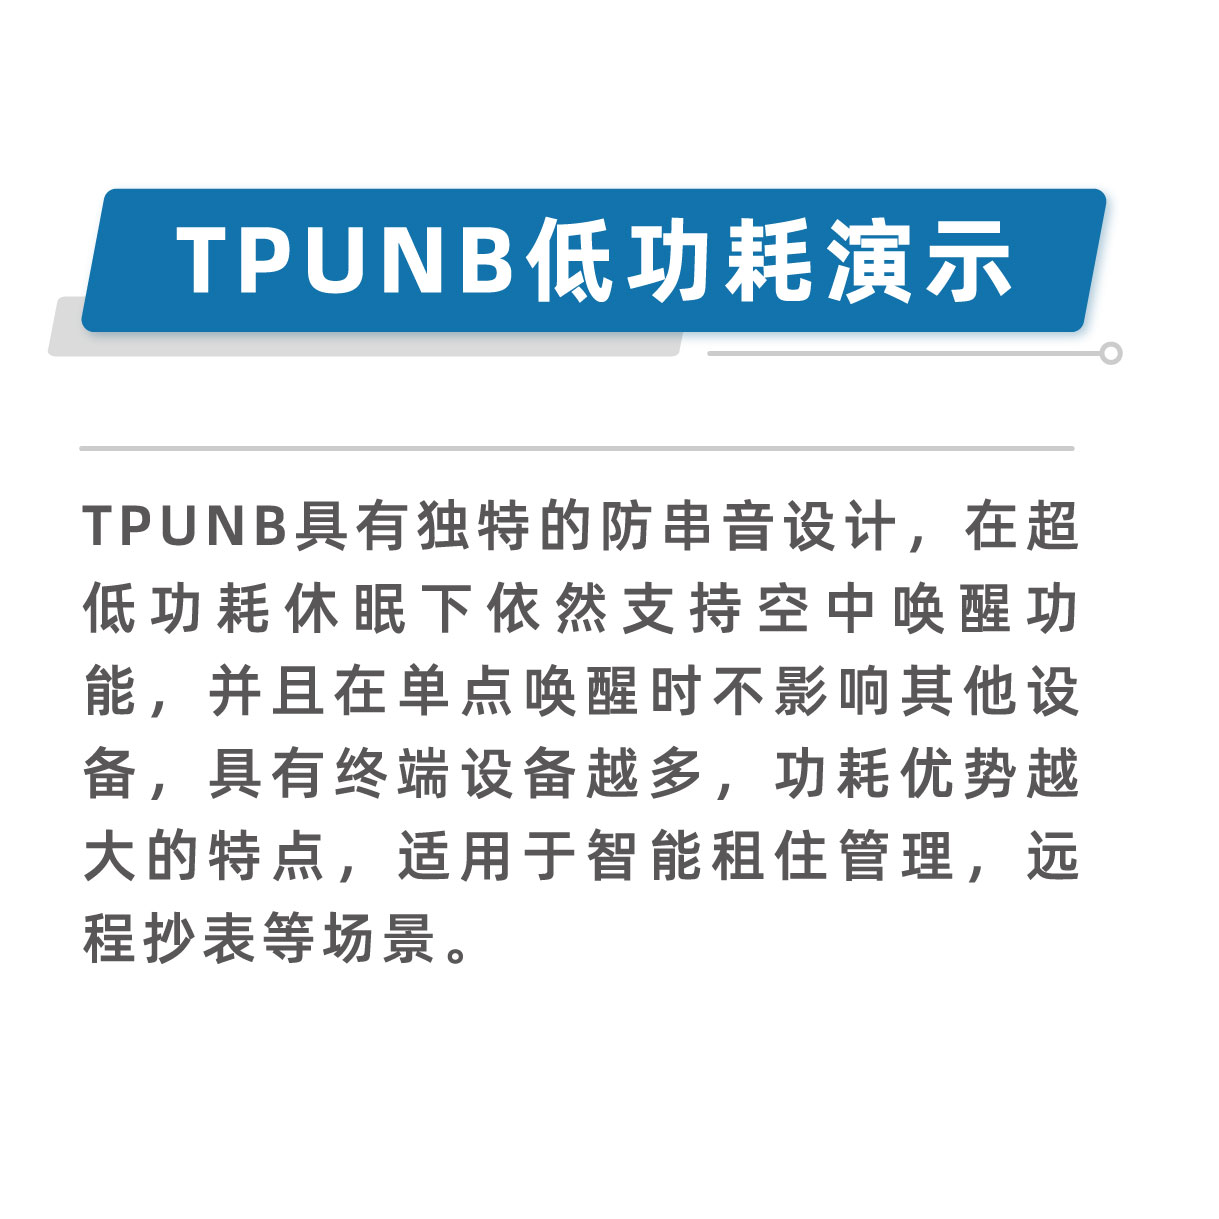 TPUNB低功耗演示
TPUNB具有独特的防串音设计，在超
低功耗休眠下依然支持空中唤醒功
能，并且在单点唤醒时不影响其他设
备，具有终端设备越多，功耗优势越
大的特点，适用于智能租住管理，远
程抄表等场景。